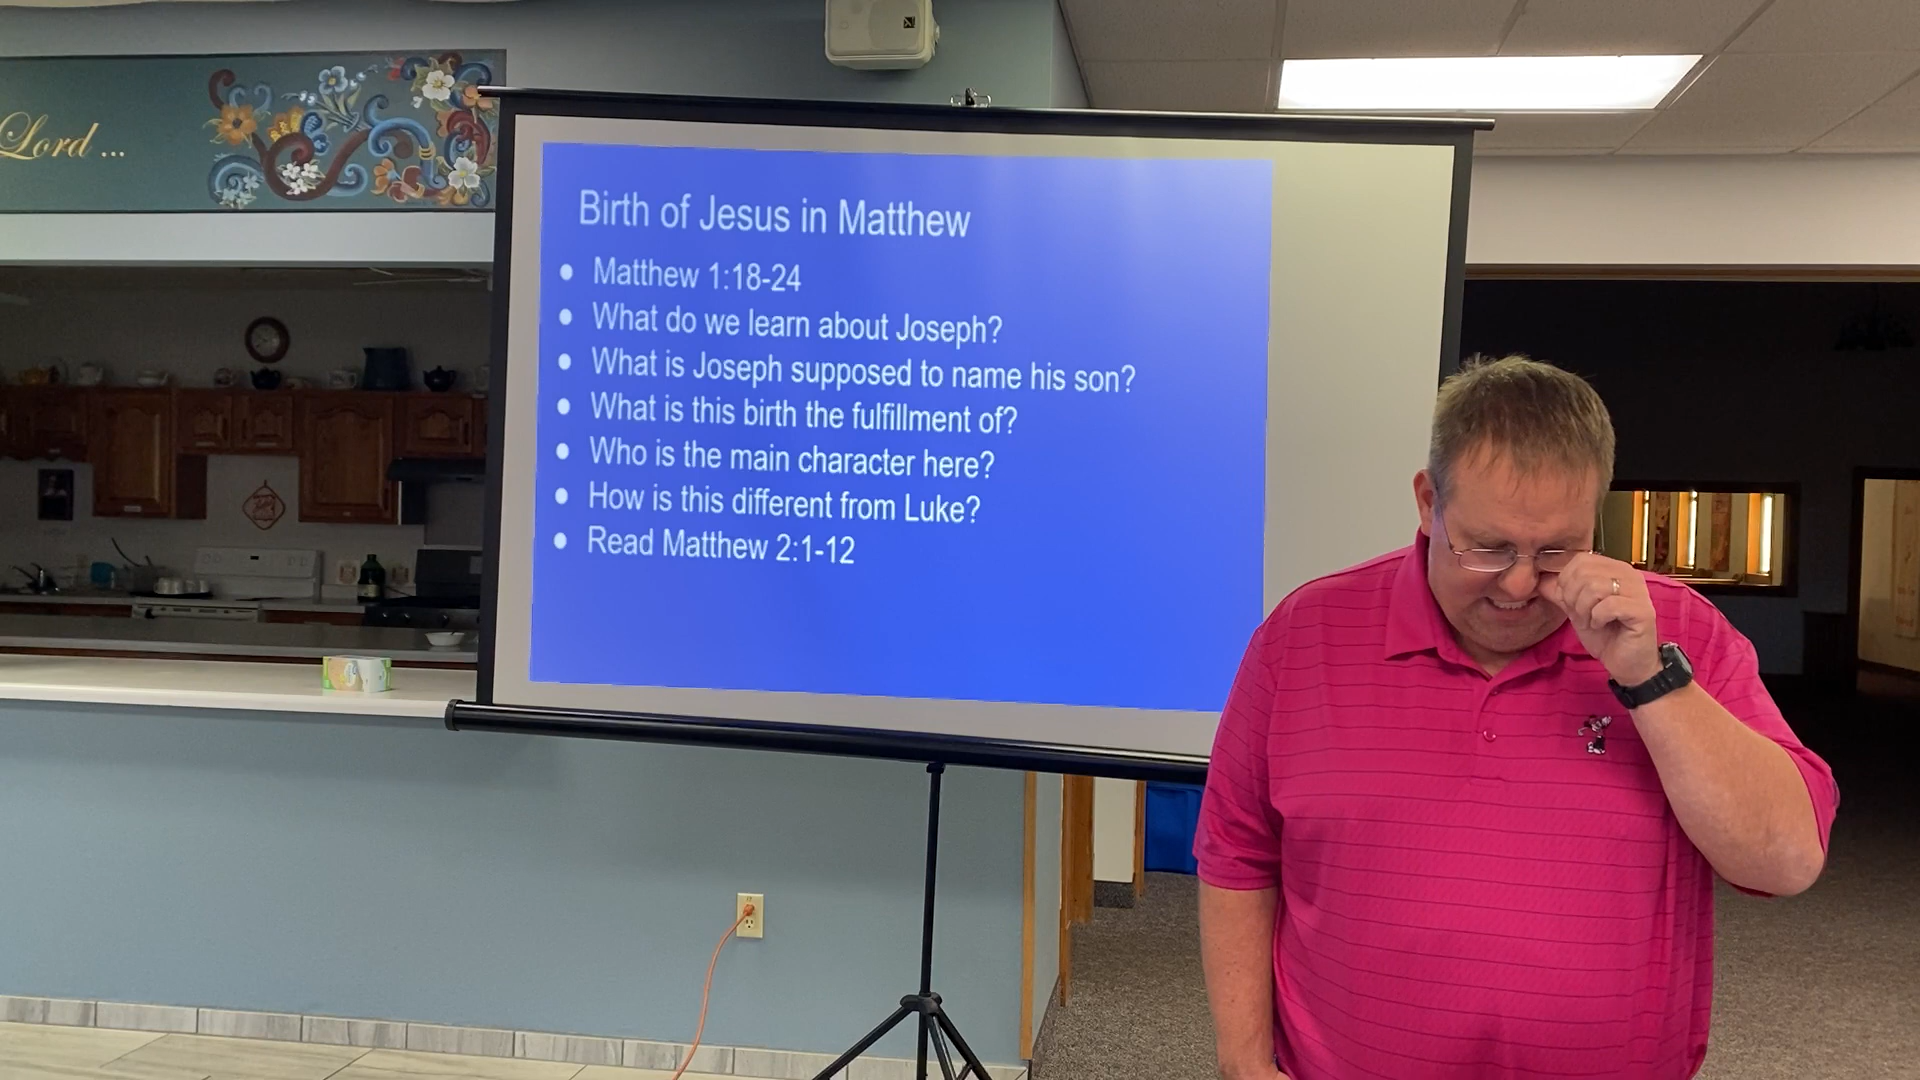 Lord ...
Birth of Jesus in Matthew
● Matthew 1:18-24
● What do we learn about Joseph?
● What is Joseph supposed to name his son?
● What is this birth the fulfillment of?
● Who is the main character here?
● How is this different from Luke?
● Read Matthew 2:1-12